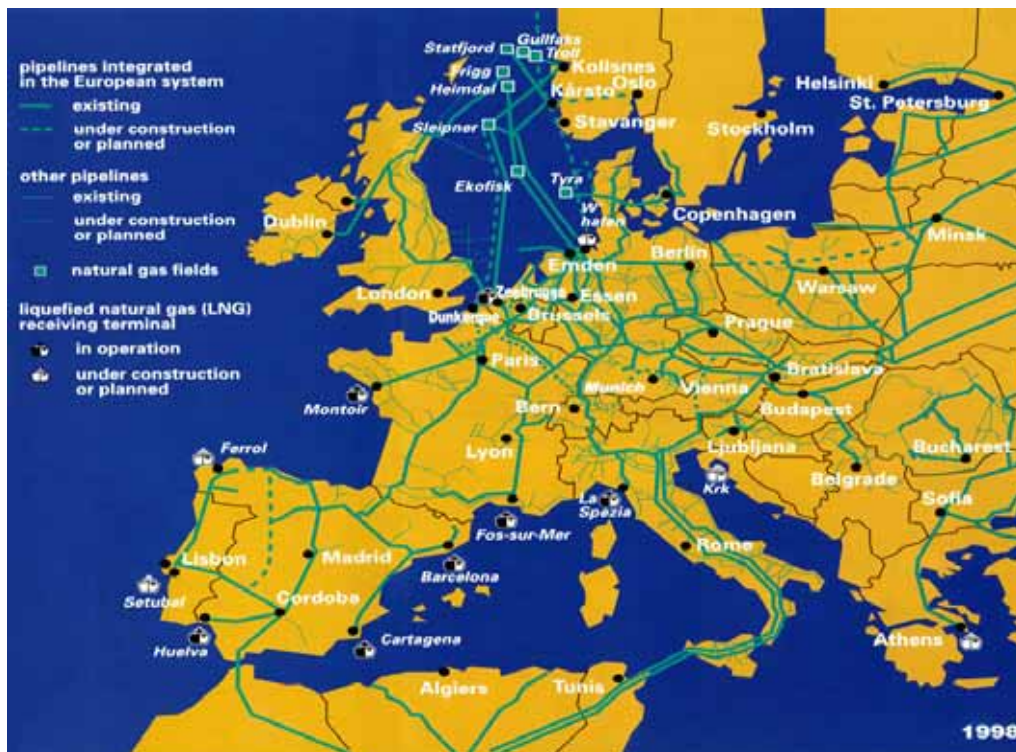 pipelines integrated
in the European system
existing
under construction
or planned
other pipelines
existing
under construction
or planned
natural gas fields
liquefied natural gas (LNG)
receiving terminal
in operation
under construction
or planned
Statfjord
Gullfaks
Troll
Frigg
Heimdal
Kollsnes
Kårsto
Oslo
Sleipner
Stavanger
Stockholm
Helsinki
St. Petersburg
Ekofisk
Tyra
W
hafen
Copenhagen
Dublin
Minsk
Emden
Berlin
Warsaw
London
Zeebrugge
Essen
Dunkerque
Brussels
Prague
Paris
Munich
Vienna
Bratislava
Budapest
Montoir
Bern
Lyon
Ljubljana
Bucharest
Ferrol
Krk
Belgrade
La
Spezia
Sofia
Fos-sur-Mer
Lisbon
Madrid
Rome
Barcelona
Setubal
Cordoba
Huelva
Cartagena
Athens
Algiers
Tunis
1998